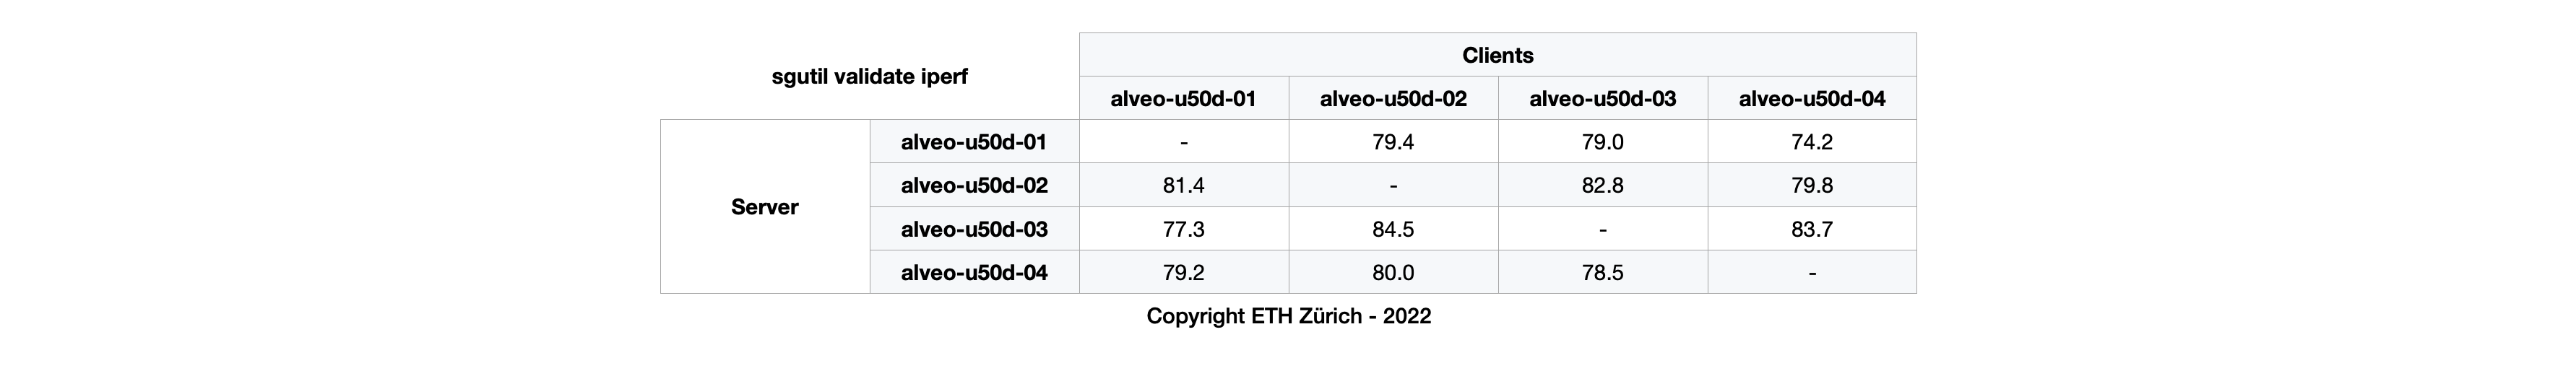 sgutil validate iperf
Clients
alveo-u50d-01 alveo-u50d-02 alveo-u50d-03 alveo-u50d-04
Server
alveo-u50d-01 - 79.4 79.0 74.2
alveo-u50d-02 81.4 - 82.8 79.8
alveo-u50d-03 77.3 84.5 - 83.7
alveo-u50d-04 79.2 80.0 78.5 -
Copyright ETH Zürich - 2022